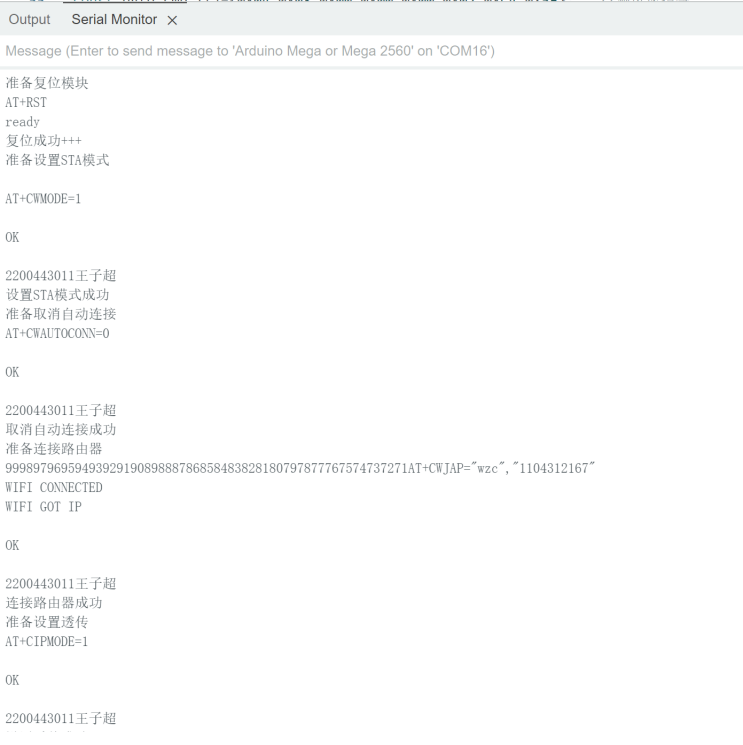 Output Serial Monitor
Message (Enter to send message to 'Arduino Mega or Mega 2560' on 'COM16')
准备复位模块
AT+RST
ready
复位成功+++
准备设置STA模式
AT+CWMODE=1
OK
2200443011王子超
设置STA模式成功
准备取消自动连接
AT+CWAUTOCONN=0
OK
2200443011王子超
取消自动连接成功
准备连接路由器
9998979695949392919089888786858483828180797877767574737271AT+CWJAP="wzc","1104312167"
WIFI CONNECTED
WIFI GOT IP
OK
2200443011王子超
连接路由器成功
准备设置透传
AT+CIPMODE=1
OK
2200443011王子超